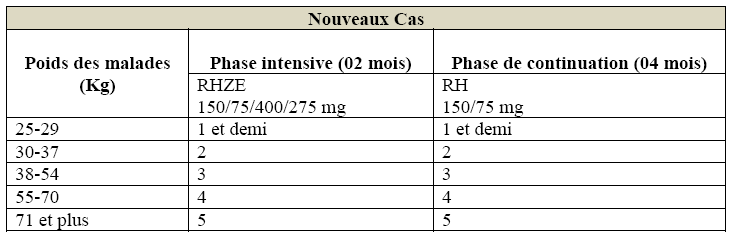 Nouveaux Cas
Poids des malades (Kg) Phase intensive (02 mois) Phase de continuation (04 mois)
RHZE 150/75/400/275 mg RH 150/75 mg
25-29 1 et demi 1 et demi
30-37 2 2
38-54 3 3
55-70 4 4
71 et plus 5 5